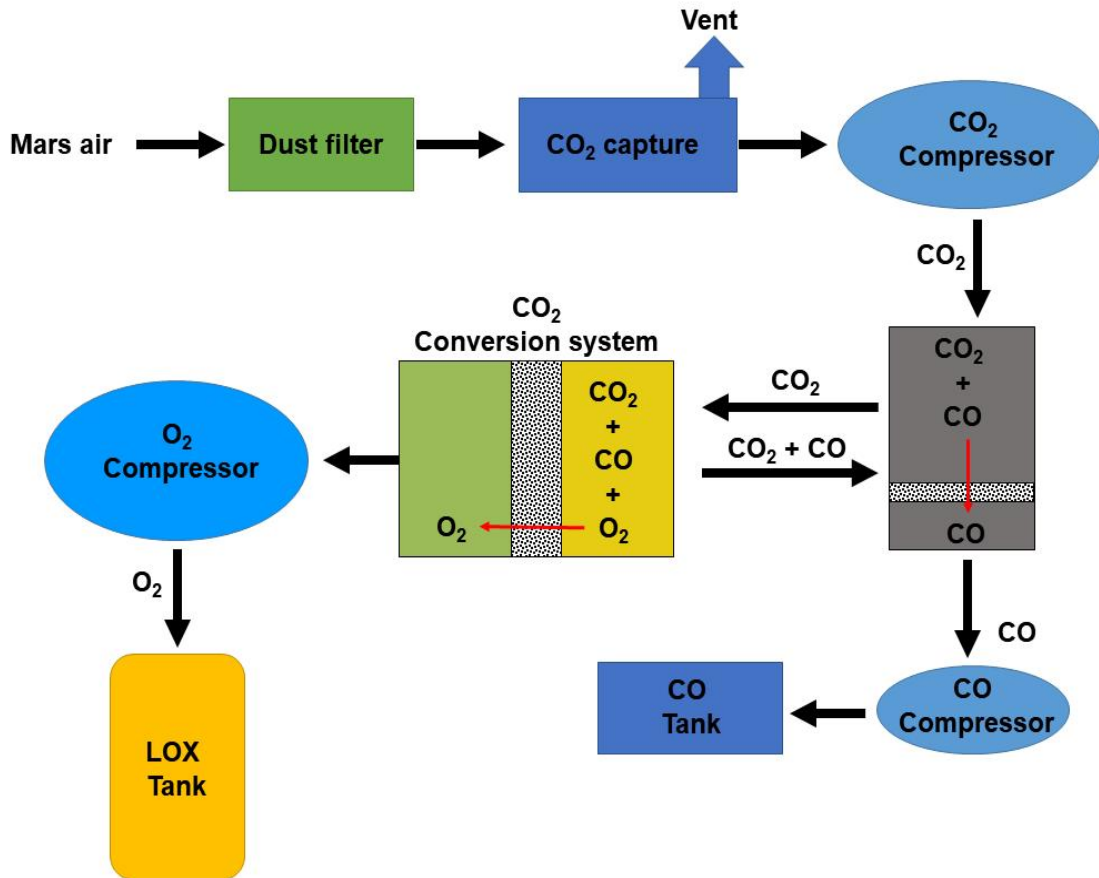 Vent
Mars air
Dust filter
CO₂ capture
CO₂
Compressor
CO₂
CO₂
Conversion system
CO₂
+
CO
+
O₂
O₂
CO₂
CO₂ + CO
CO₂
+
CO
CO
O₂
Compressor
O₂
LOX
Tank
CO
CO
Compressor
CO
Tank